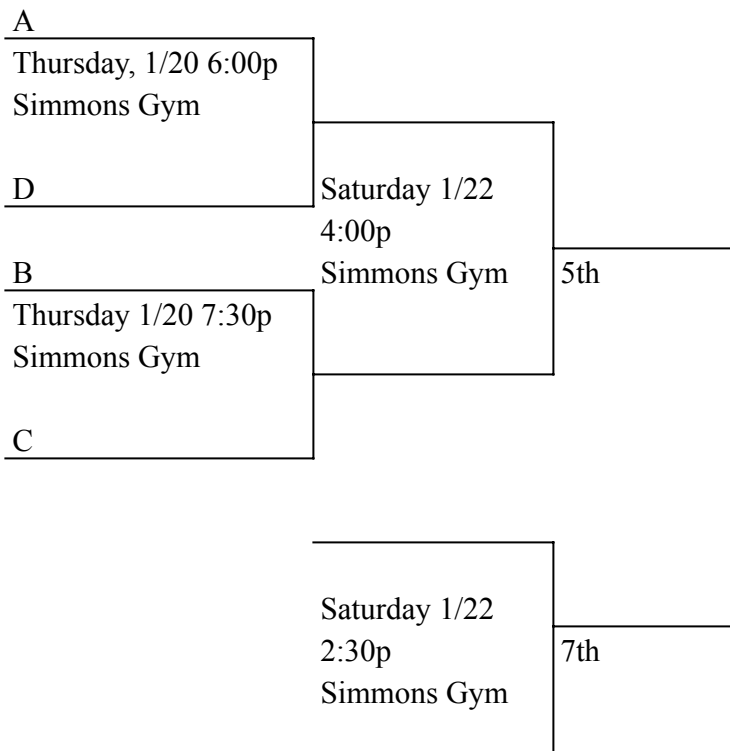 A
Thursday, 1/20 6:00p
Simmons Gym
D
Saturday 1/22
4:00p
Simmons Gym
5th
B
Thursday 1/20 7:30p
Simmons Gym
C
Saturday 1/22
2:30p
Simmons Gym
7th